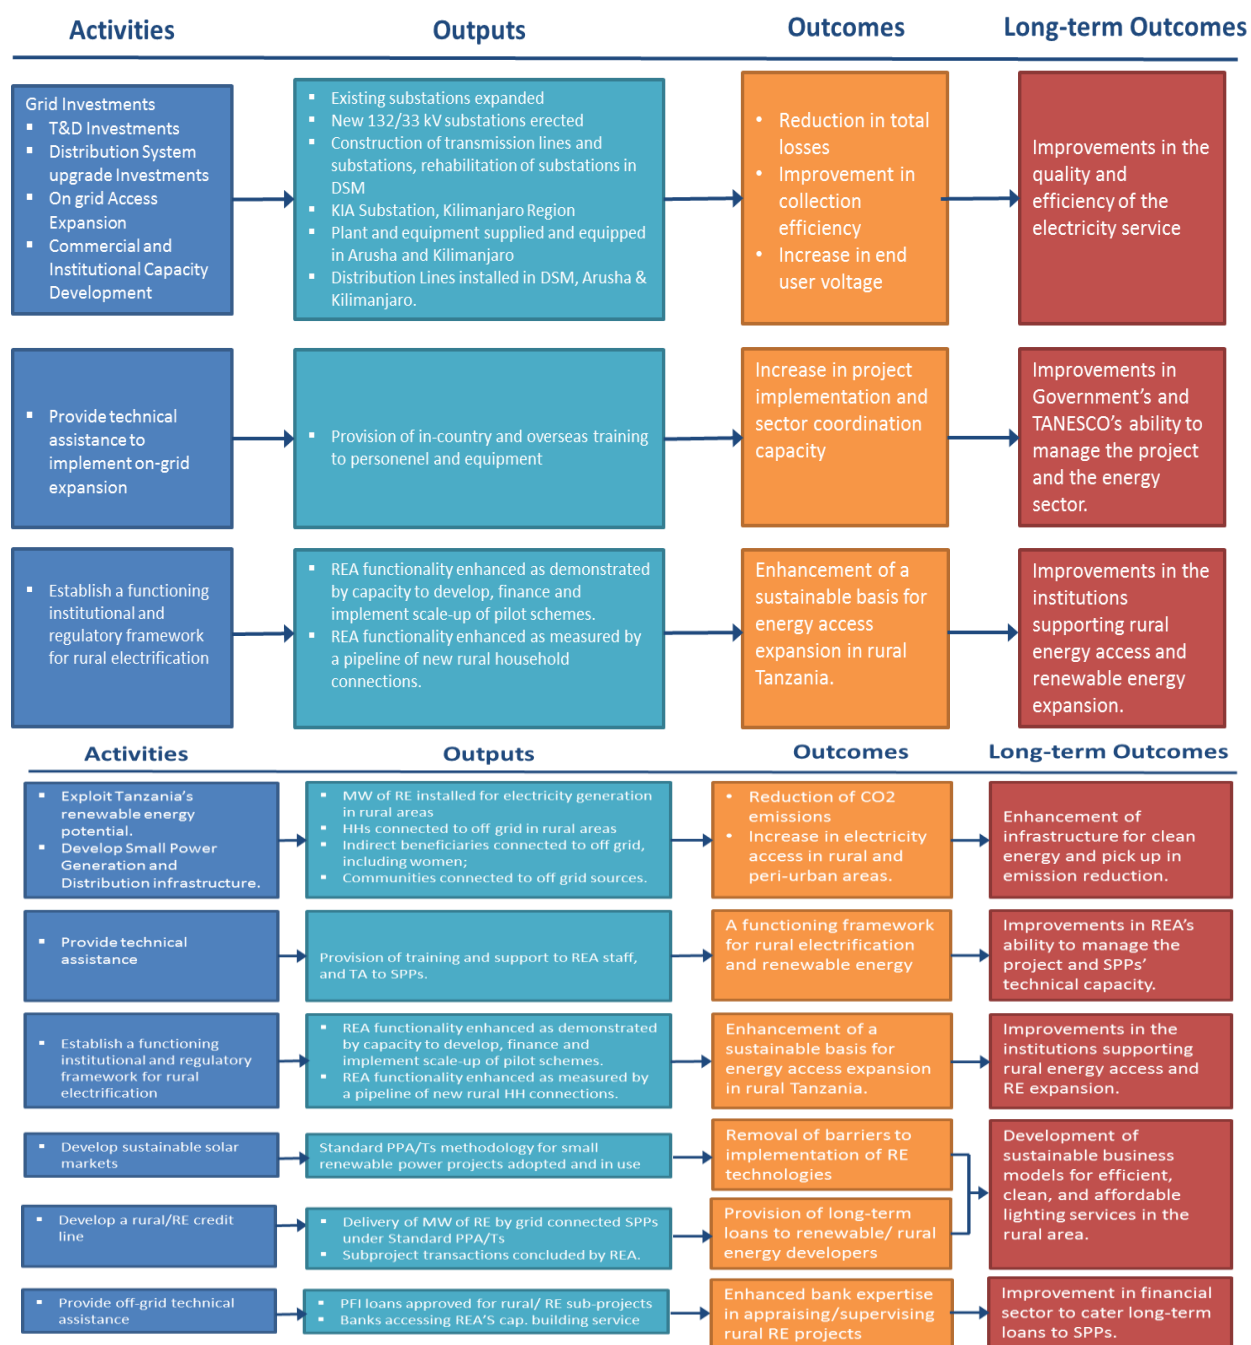 Activities
Outputs
Outcomes
Long-term Outcomes
Grid Investments
▪ T&D Investments
▪ Distribution System
upgrade Investments
▪ On grid Access
Expansion
▪ Commercial and
Institutional Capacity
Development
▪ Existing substations expanded
▪ New 132/33 kV substations erected
▪ Construction of transmission lines and
substations, rehabilitation of substations in
DSM
▪ KIA Substation, Kilimanjaro Region
▪ Plant and equipment supplied and equipped
in Arusha and Kilimanjaro
▪ Distribution Lines installed in DSM, Arusha &
Kilimanjaro.
• Reduction in total
losses
• Improvement in
collection
efficiency
• Increase in end
user voltage
Improvements in the
quality and
efficiency of the
electricity service
▪ Provide technical
assistance to
implement on-grid
expansion
▪ Provision of in-country and overseas training
to personenel and equipment
Increase in project
implementation and
sector coordination
capacity
Improvements in
Government's and
TANESCO's ability to
manage the project
and the energy
sector.
▪ Establish a functioning
institutional and
regulatory framework
for rural electrification
▪ REA functionality enhanced as demonstrated
by capacity to develop, finance and
implement scale-up of pilot schemes.
▪ REA functionality enhanced as measured by
a pipeline of new rural household
connections.
Enhancement of a
sustainable basis for
energy access
expansion in rural
Tanzania.
Improvements in the
institutions
supporting rural
energy access and
renewable energy
expansion.
Activities
Outputs
Outcomes
Long-term Outcomes
▪ Exploit Tanzania's
renewable energy
potential.
▪ Develop Small Power
Generation and
Distribution infrastructure.
▪ MW of RE installed for electricity generation
in rural areas
▪ HHs connected to off grid in rural areas
▪ Indirect beneficiaries connected to off grid,
including women;
▪ Communities connected to off grid sources.
• Reduction of CO2
emissions
• Increase in electricity
access in rural and
peri-urban areas.
Enhancement of
infrastructure for clean
energy and pick up in
emission reduction.
▪ Provide technical
assistance
Provision of training and support to REA staff,
and TA to SPPs.
A functioning framework
for rural electrification
and renewable energy
Improvements in REA's
ability to manage the
project and SPPs'
technical capacity.
▪ Establish a functioning
institutional and regulatory
framework for rural
electrification
▪ REA functionality enhanced as demonstrated
by capacity to develop, finance and
implement scale-up of pilot schemes.
▪ REA functionality enhanced as measured by
a pipeline of new rural HH connections.
Enhancement of a
sustainable basis for
energy access expansion
in rural Tanzania.
Improvements in the
institutions supporting
rural energy access and
RE expansion.
▪ Develop sustainable solar
markets
Standard PPA/Ts methodology for small
renewable power projects adopted and in use
Removal of barriers to
implementation of RE
technologies
Development of
sustainable business
models for efficient,
clean, and affordable
lighting services in the
rural area.
▪ Develop a rural/RE credit
line
▪ Delivery of MW of RE by grid connected SPPs
under Standard PPA/Ts
▪ Subproject transactions concluded by REA.
Provision of long-term
loans to renewable/ rural
energy developers
▪ Provide off-grid technical
assistance
▪ PFI loans approved for rural/ RE sub-projects
▪ Banks accessing REA'S cap. building service
Enhanced bank expertise
in appraising/supervising
rural RE projects
Improvement in financial
sector to cater long-term
loans to SPPs.